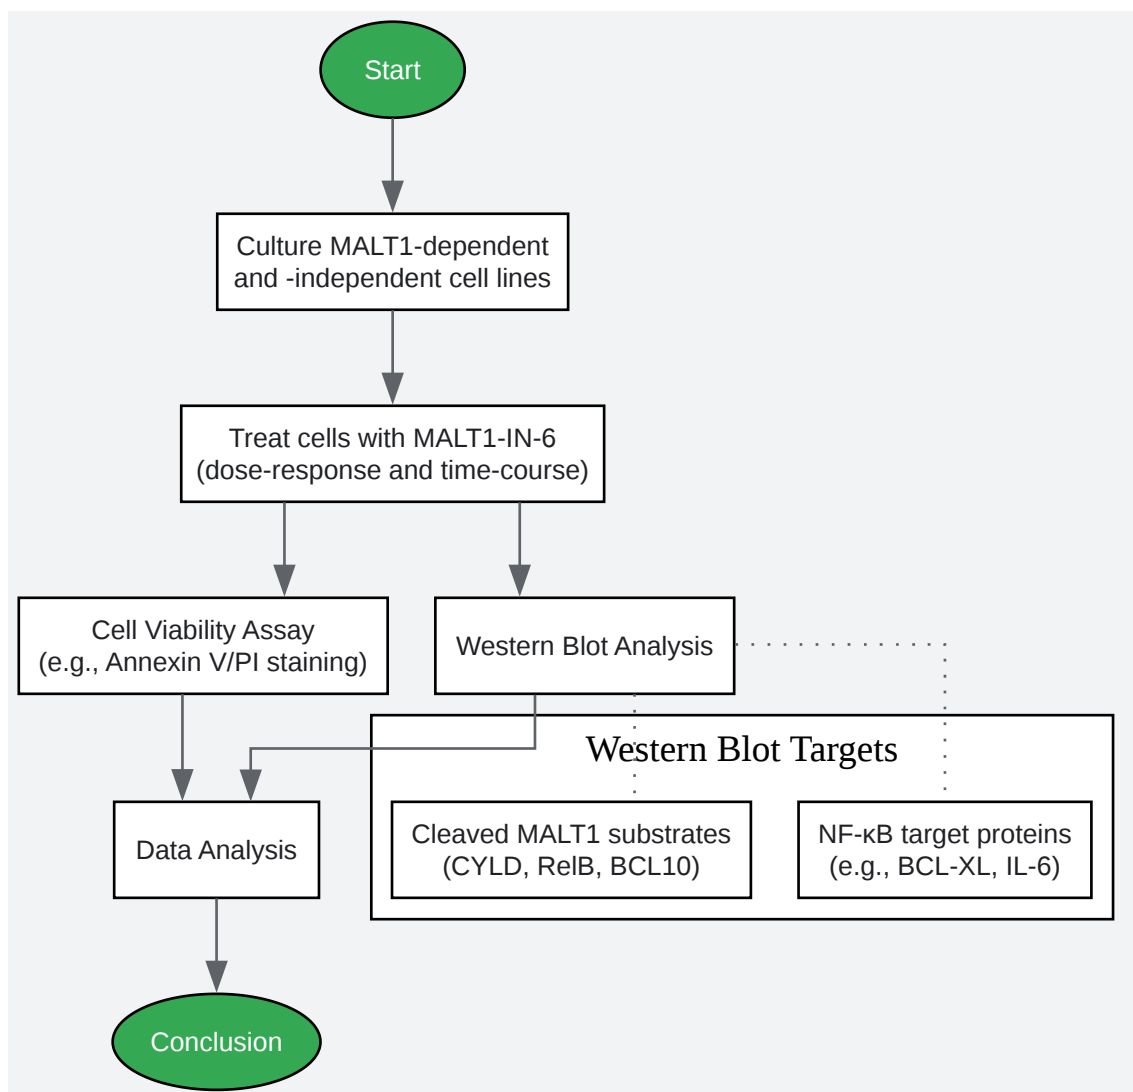 Start
Culture MALT1-dependent
and -independent cell lines
Treat cells with MALT1-IN-6
(dose-response and time-course)
Cell Viability Assay
(e.g., Annexin V/PI staining)
Western Blot Analysis
Western Blot Targets
Data Analysis
Cleaved MALT1 substrates
(CYLD, RelB, BCL10)
NF-κB target proteins
(e.g., BCL-XL, IL-6)
Conclusion